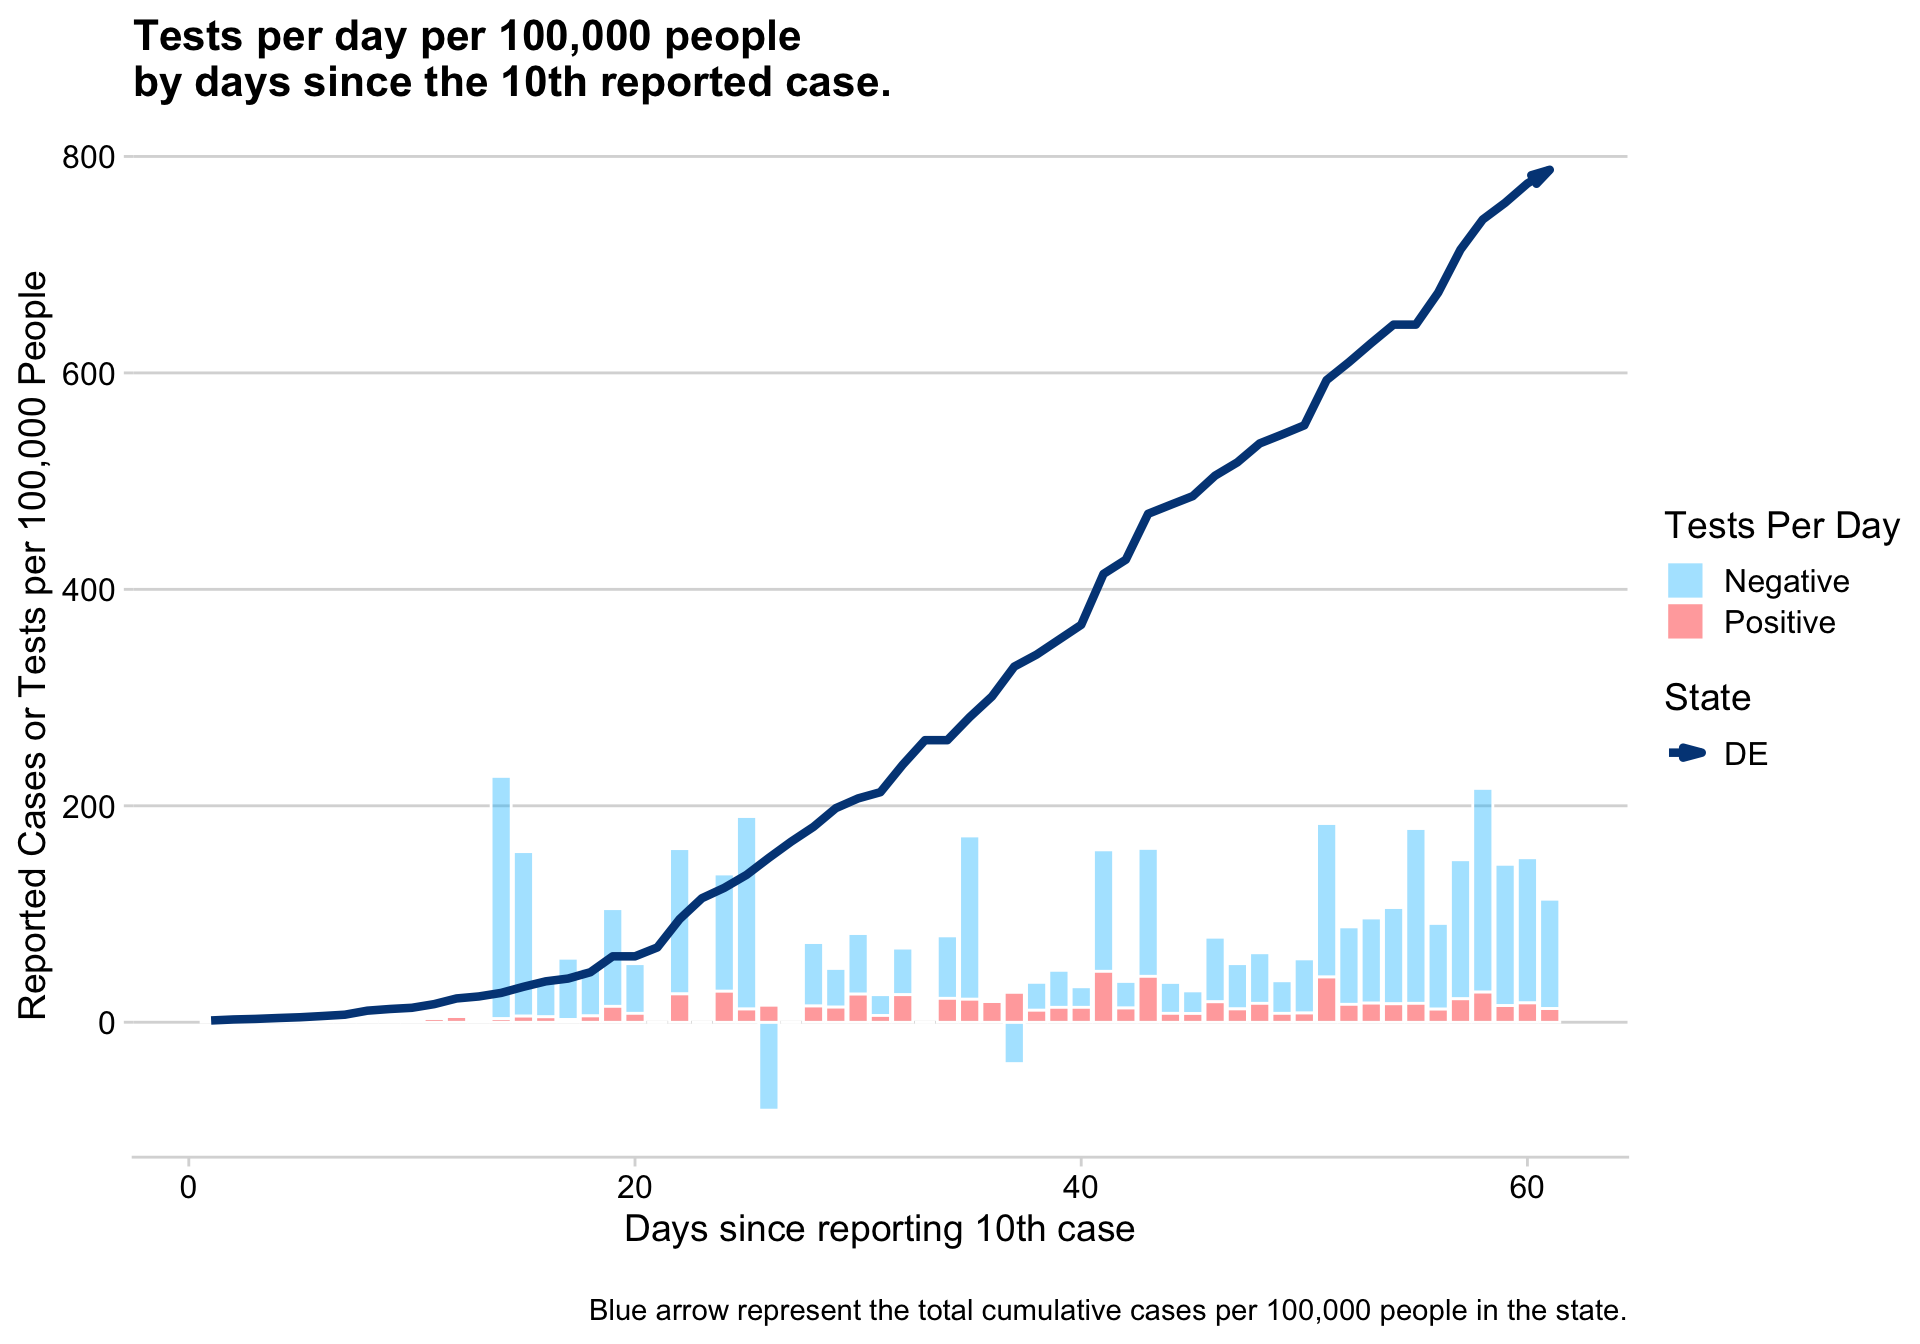 Tests per day per 100,000 people
by days since the 10th reported case.
Reported Cases or Tests per 100,000 People
800
600
400
200
0
0
20
40
60
Days since reporting 10th case
Tests Per Day
Negative
Positive
State
DE
Blue arrow represent the total cumulative cases per 100,000 people in the state.